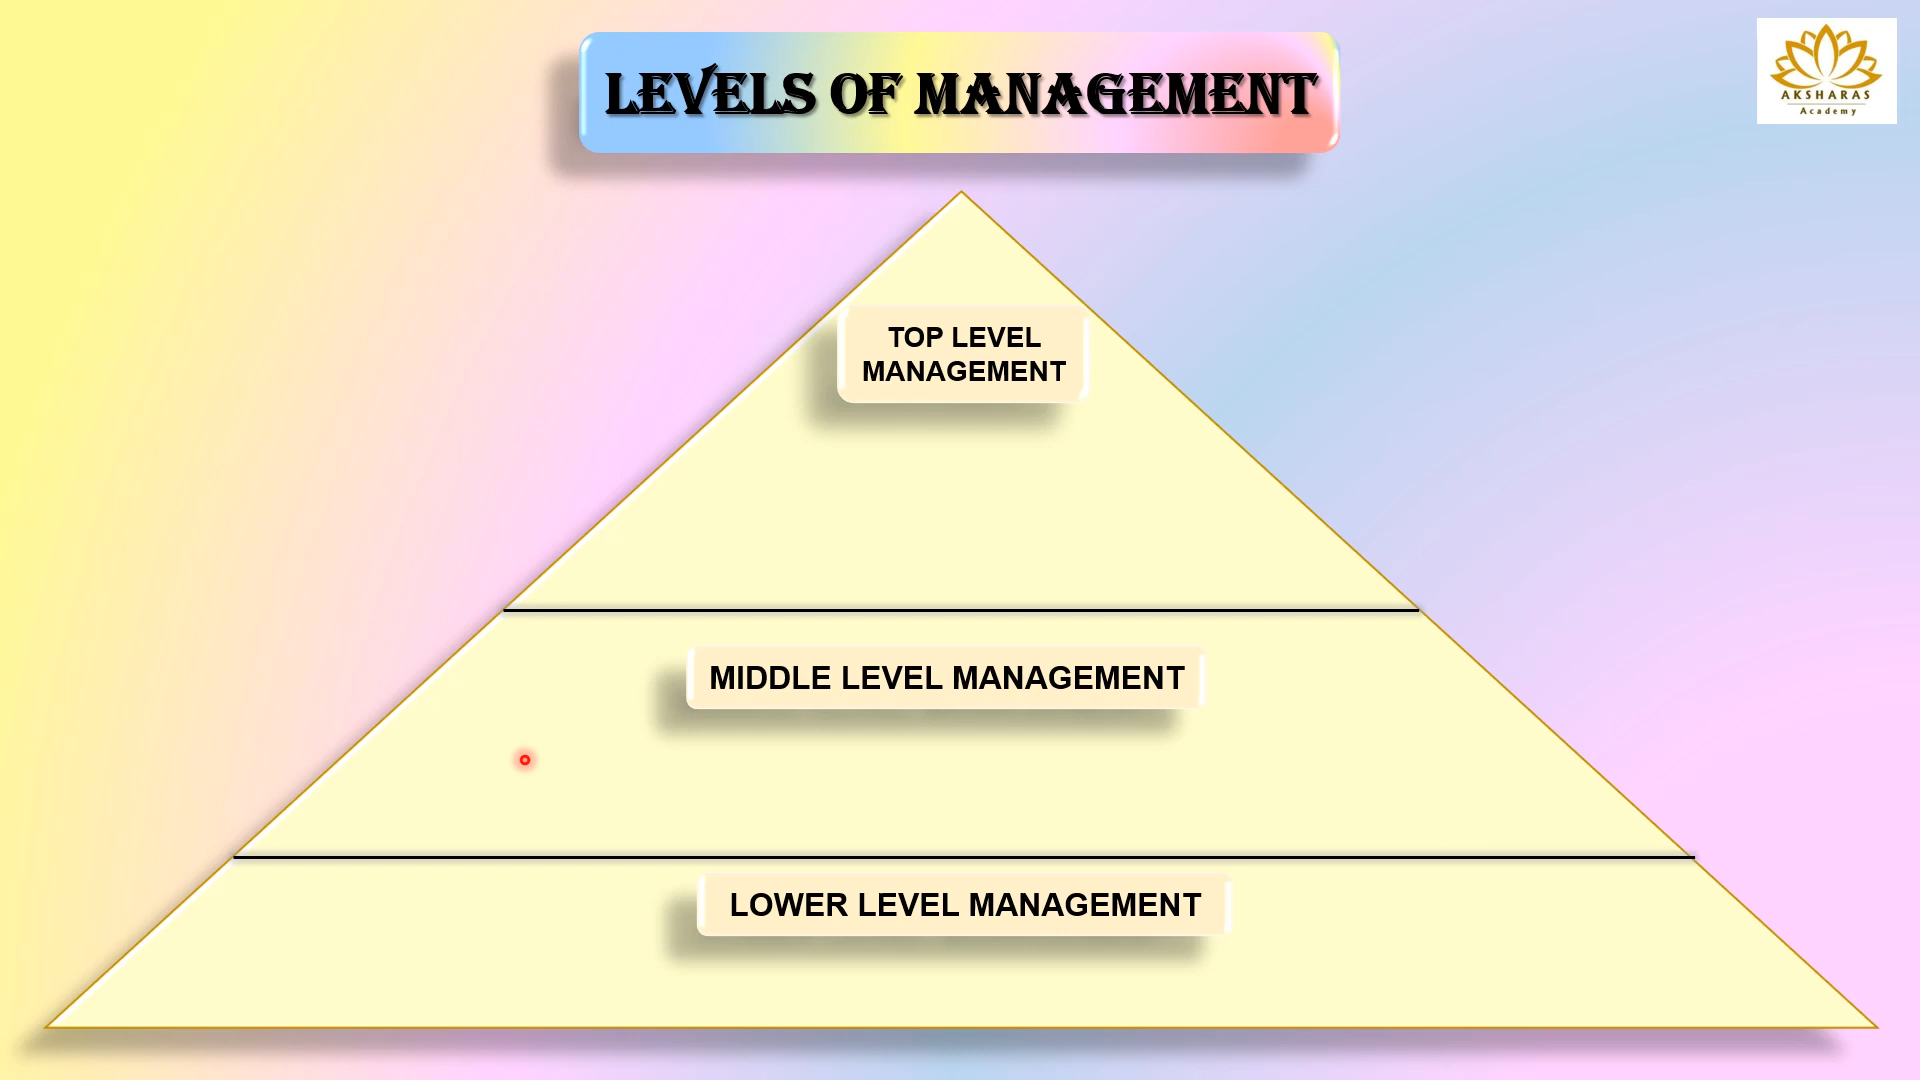 LEVELS OF MANAGEMENT
AKSHARAS
Academy
TOP LEVEL
MANAGEMENT
MIDDLE LEVEL MANAGEMENT
LOWER LEVEL MANAGEMENT